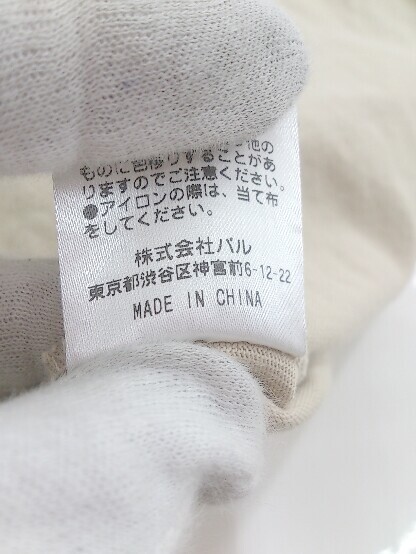 他の
ものに色移りすることがあ
りますのでご注意ください。
●アイロンの際は、当て布
をしてください。
株式会社パル
東京都渋谷区神宮前6-12-22
MADE IN CHINA